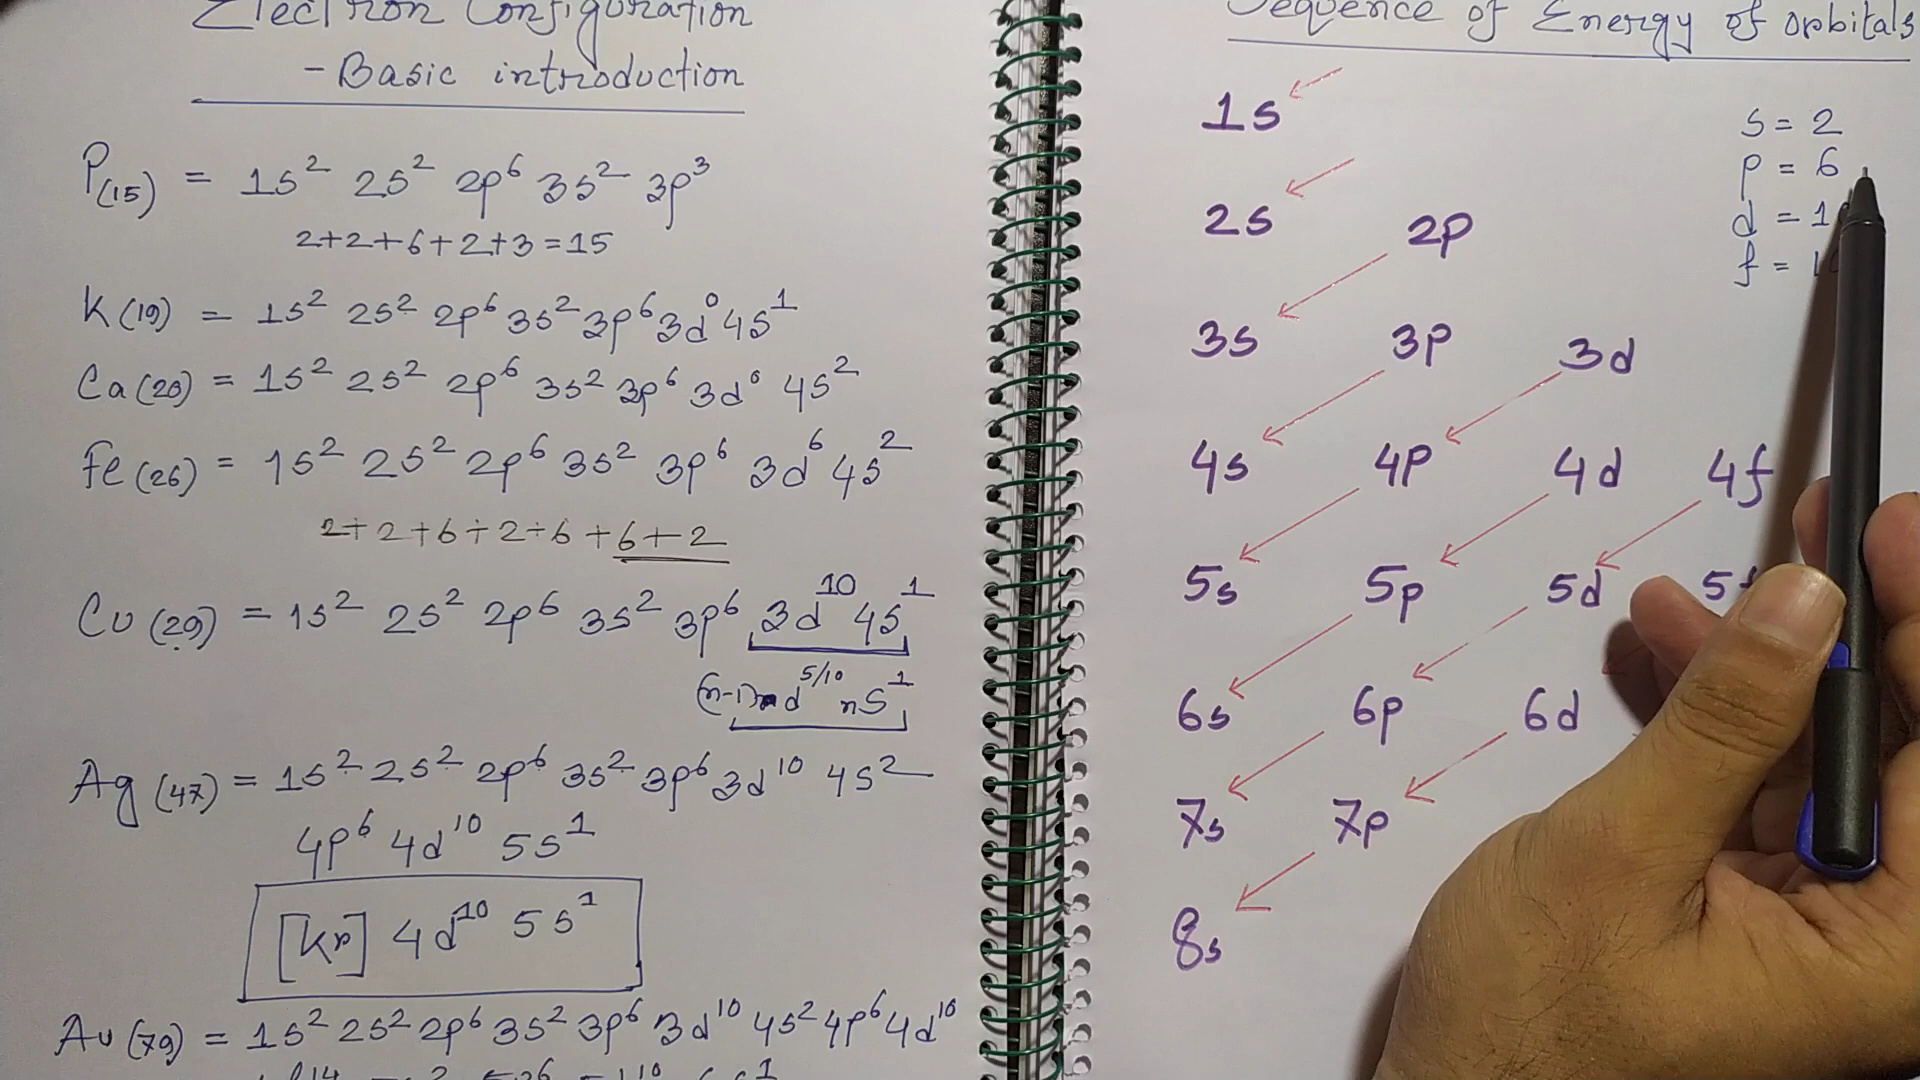 Electron Configuration
- Basic introduction
P(15) = 1s² 2s² 2p⁶ 3s² 3p³
2+2+6+2+3=15
K(19) = 1s² 2s² 2p⁶ 3s² 3p⁶ 3d⁰ 4s¹
Ca(20) = 1s² 2s² 2p⁶ 3s² 3p⁶ 3d⁰ 4s²
Fe(26) = 1s² 2s² 2p⁶ 3s² 3p⁶ 3d⁶ 4s²
2+2+6+2+6+6+2
Cu(29) = 1s² 2s² 2p⁶ 3s² 3p⁶ 3d¹⁰ 4s¹
(n-1) d⁵/¹⁰ ns¹
Ag(47) = 1s² 2s² 2p⁶ 3s² 3p⁶ 3d¹⁰ 4s²
4p⁶ 4d¹⁰ 5s¹
[Kr] 4d¹⁰ 5s¹
Au(79) = 1s² 2s² 2p⁶ 3s² 3p⁶ 3d¹⁰ 4s² 4p⁶ 4d¹⁰
Sequence of Energy of orbitals
1s
2s 2p
3s 3p 3d
4s 4p 4d 4f
5s 5p 5d
6s 6p 6d
7s 7p
8s
s = 2
p = 6
d =
f =